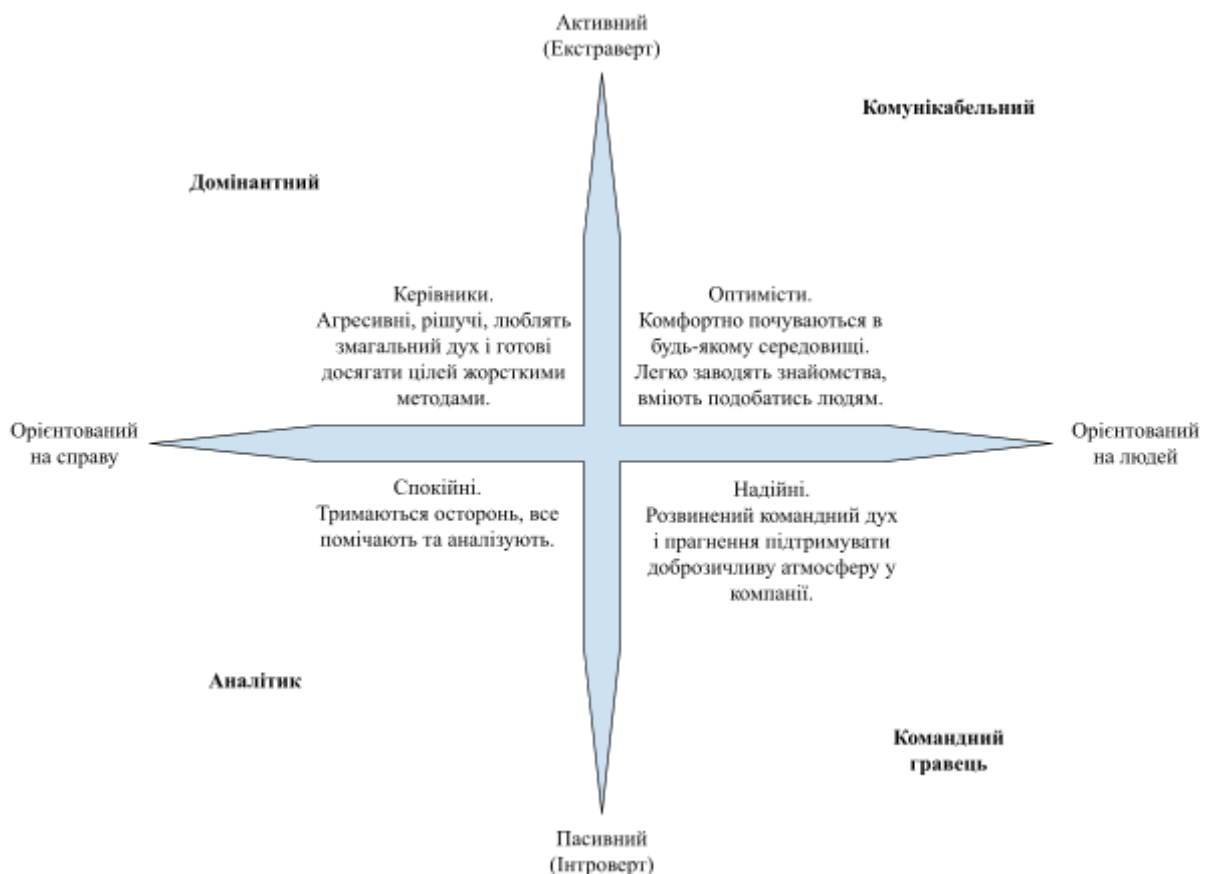 Активний
(Екстраверт)
Комунікабельний
Домінантний
Керівники.
Агресивні, рішучі, люблять
змагальний дух і готові
досягати цілей жорсткими
методами.
Оптимісти.
Комфортно почуваються в
будь-якому середовищі.
Легко заводять знайомства,
вміють подобатись людям.
Орієнтований
на справу
Орієнтований
на людей
Спокійні.
Тримаються осторонь, все
помічають та аналізують.
Надійні.
Розвинений командний дух
і прагнення підтримувати
доброзичливу атмосферу у
компанії.
Аналітик
Командний
гравець
Пасивний
(Інтроверт)